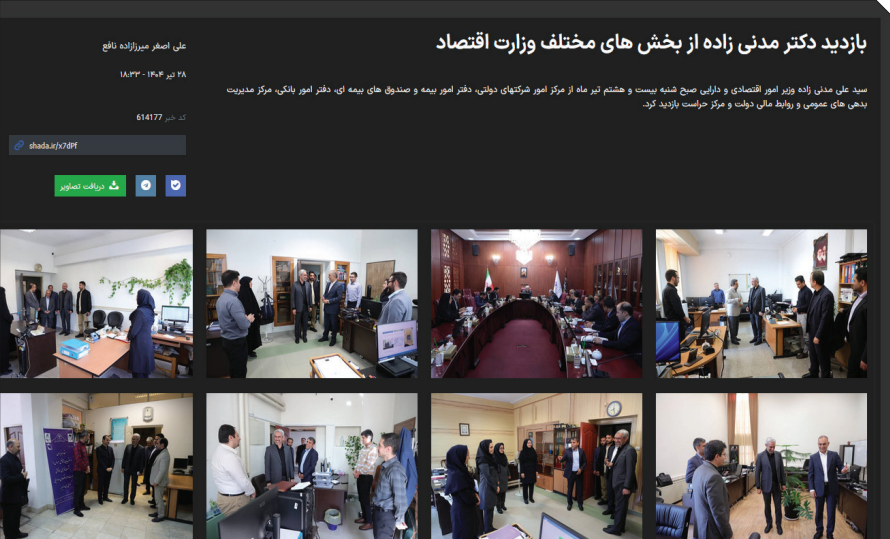 بازدید دکتر مدنی زاده از بخش های مختلف وزارت اقتصاد
سید علی مدنی زاده وزیر امور اقتصادی و دارایی صبح شنبه بیست و هشتم تیر ماه از مرکز امور شرکتهای دولتی، دفتر امور بیمه و صندوق های بیمه ای، دفتر امور بانکی، مرکز مدیریت
بدهی های عمومی و روابط مالی دولت و مرکز حراست بازدید کرد.
علی اصغر میرزازاده نافع
۲۸ تیر ۱۴۰۴ - ۱۸:۳۳
کد خبر 614177
shada.ir/x7dPf
دریافت تصاویر